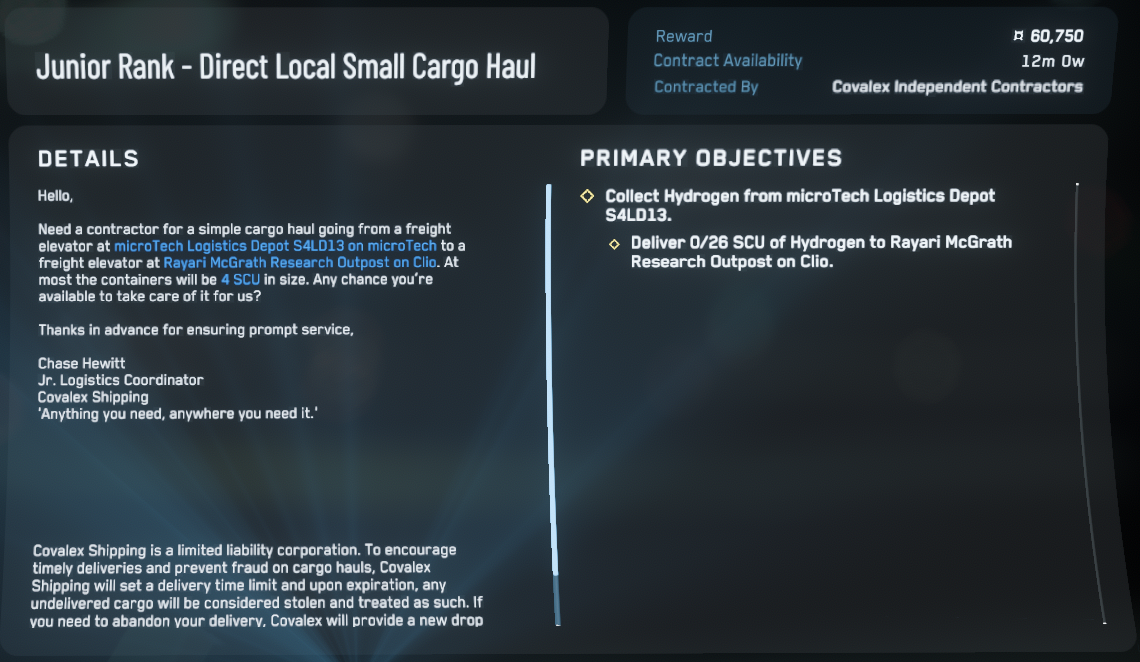 Junior Rank - Direct Local Small Cargo Haul
Reward ¤ 60,750
Contract Availability 12m 0w
Contracted By Covalex Independent Contractors
DETAILS
Hello,
Need a contractor for a simple cargo haul going from a freight
elevator at microTech Logistics Depot S4LD13 on microTech to a
freight elevator at Rayari McGrath Research Outpost on Clio. At
most the containers will be 4 SCU in size. Any chance you're
available to take care of it for us?
Thanks in advance for ensuring prompt service,
Chase Hewitt
Jr. Logistics Coordinator
Covalex Shipping
'Anything you need, anywhere you need it.'
Covalex Shipping is a limited liability corporation. To encourage
timely deliveries and prevent fraud on cargo hauls, Covalex
Shipping will set a delivery time limit and upon expiration, any
undelivered cargo will be considered stolen and treated as such. If
you need to abandon your delivery, Covalex will provide a new drop
PRIMARY OBJECTIVES
Collect Hydrogen from microTech Logistics Depot
S4LD13.
Deliver 0/26 SCU of Hydrogen to Rayari McGrath
Research Outpost on Clio.